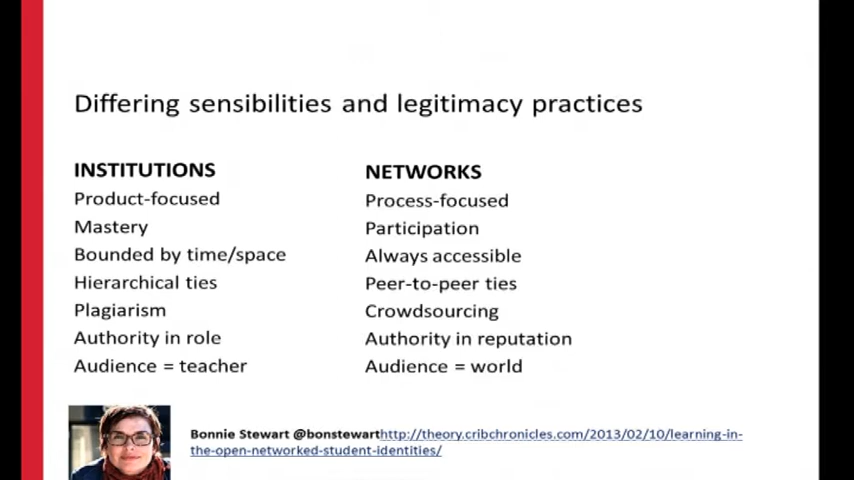 Differing sensibilities and legitimacy practices
INSTITUTIONS
Product-focused
Mastery
Bounded by time/space
Hierarchical ties
Plagiarism
Authority in role
Audience = teacher
NETWORKS
Process-focused
Participation
Always accessible
Peer-to-peer ties
Crowdsourcing
Authority in reputation
Audience = world
Bonnie Stewart @bonstewarthttp://theory.cribchronicles.com/2013/02/10/learning-in-
the-open-networked-student-identities/